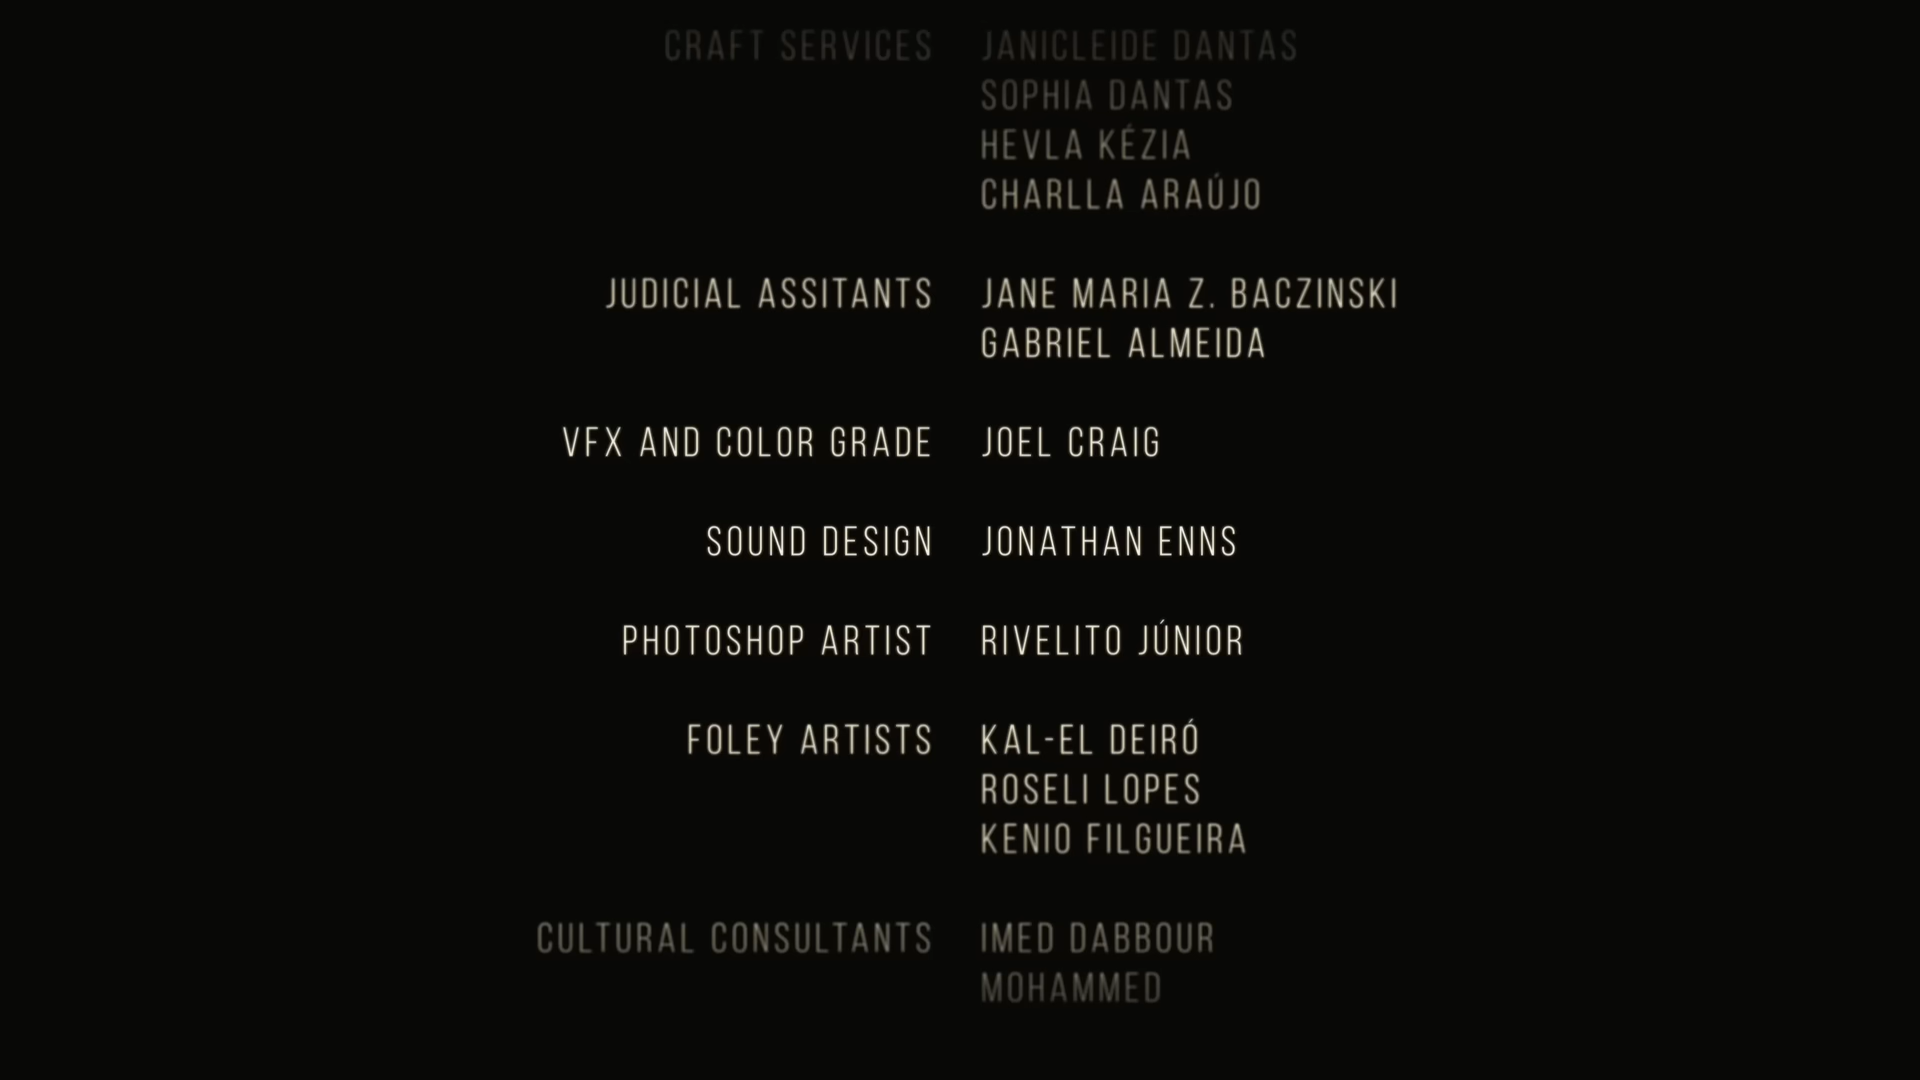 CRAFT SERVICES JANICLEIDE DANTAS
SOPHIA DANTAS
HEVLA KÉZIA
CHARLLA ARAÚJO
JUDICIAL ASSITANTS JANE MARIA Z. BACZINSKI
GABRIEL ALMEIDA
VFX AND COLOR GRADE JOEL CRAIG
SOUND DESIGN JONATHAN ENNS
PHOTOSHOP ARTIST RIVELITO JÚNIOR
FOLEY ARTISTS KAL-EL DEIRÓ
ROSELI LOPES
KENIO FILGUEIRA
CULTURAL CONSULTANTS IMED DABBOUR
MOHAMMED